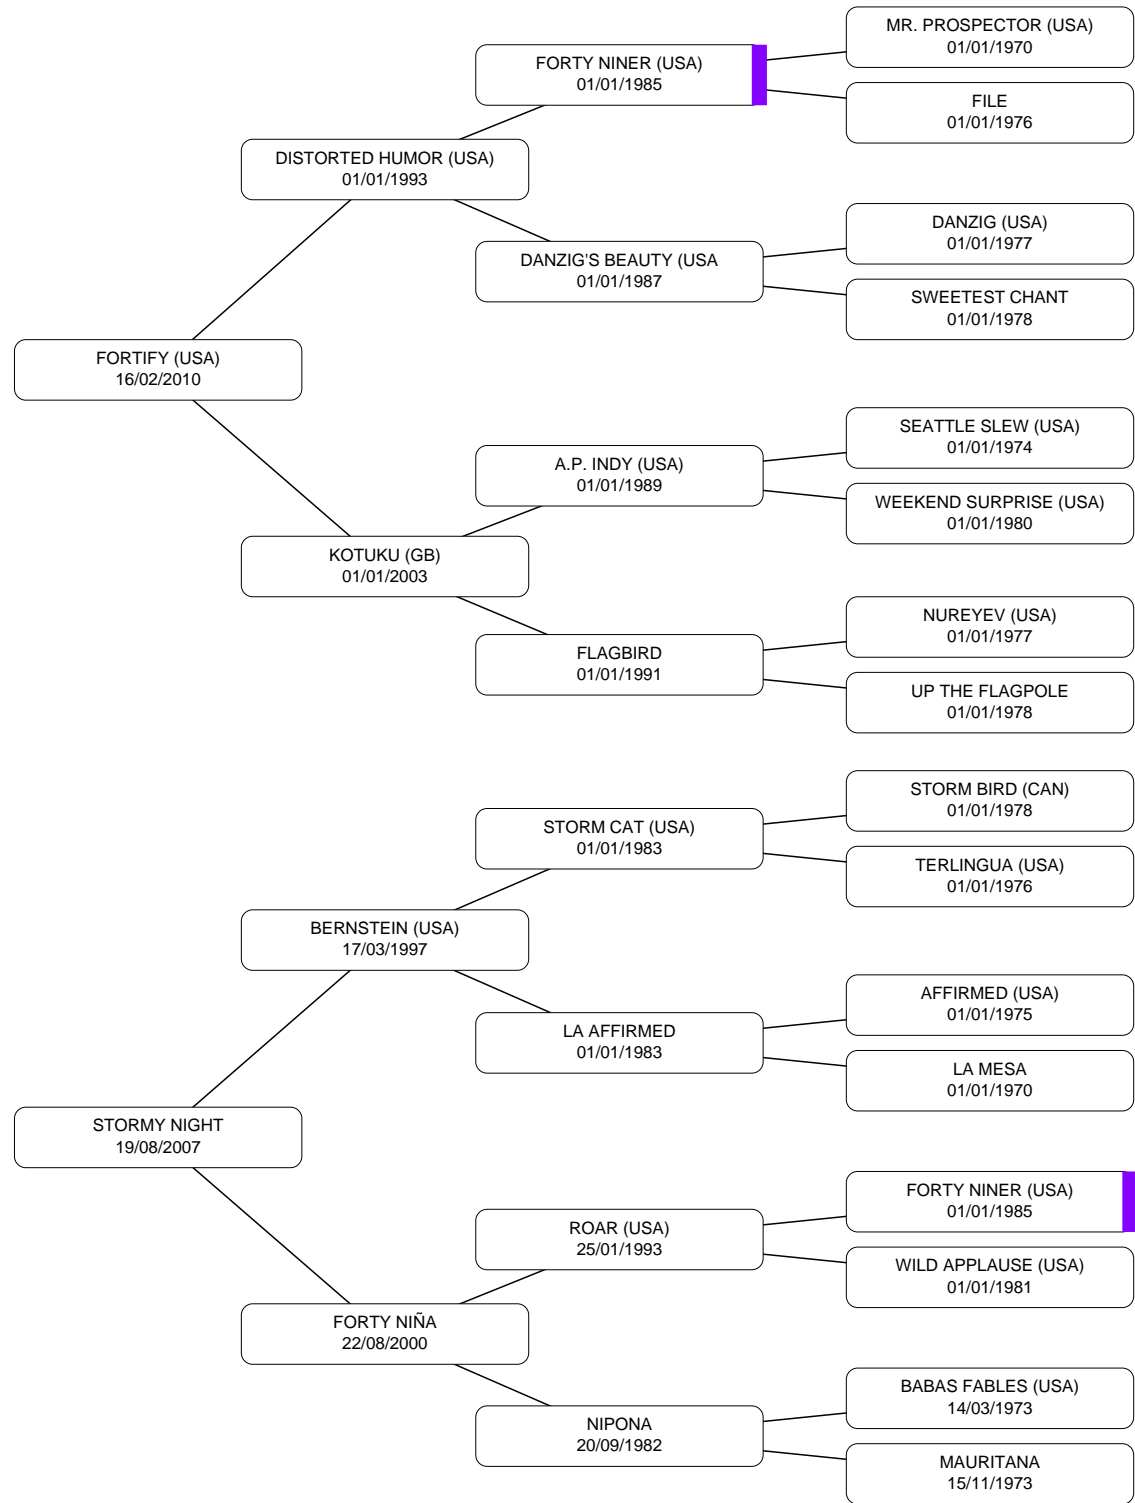 MR. PROSPECTOR (USA)
01/01/1970
FORTY NINER (USA)
01/01/1985
FILE
01/01/1976
DISTORTED HUMOR (USA)
01/01/1993
DANZIG (USA)
01/01/1977
DANZIG'S BEAUTY (USA
01/01/1987
SWEETEST CHANT
01/01/1978
FORTIFY (USA)
16/02/2010
SEATTLE SLEW (USA)
01/01/1974
A.P. INDY (USA)
01/01/1989
WEEKEND SURPRISE (USA)
01/01/1980
KOTUKU (GB)
01/01/2003
NUREYEV (USA)
01/01/1977
FLAGBIRD
01/01/1991
UP THE FLAGPOLE
01/01/1978
STORM BIRD (CAN)
01/01/1978
STORM CAT (USA)
01/01/1983
TERLINGUA (USA)
01/01/1976
BERNSTEIN (USA)
17/03/1997
AFFIRMED (USA)
01/01/1975
LA AFFIRMED
01/01/1983
LA MESA
01/01/1970
STORMY NIGHT
19/08/2007
FORTY NINER (USA)
01/01/1985
ROAR (USA)
25/01/1993
WILD APPLAUSE (USA)
01/01/1981
FORTY NIÑA
22/08/2000
BABAS FABLES (USA)
14/03/1973
NIPONA
20/09/1982
MAURITANA
15/11/1973